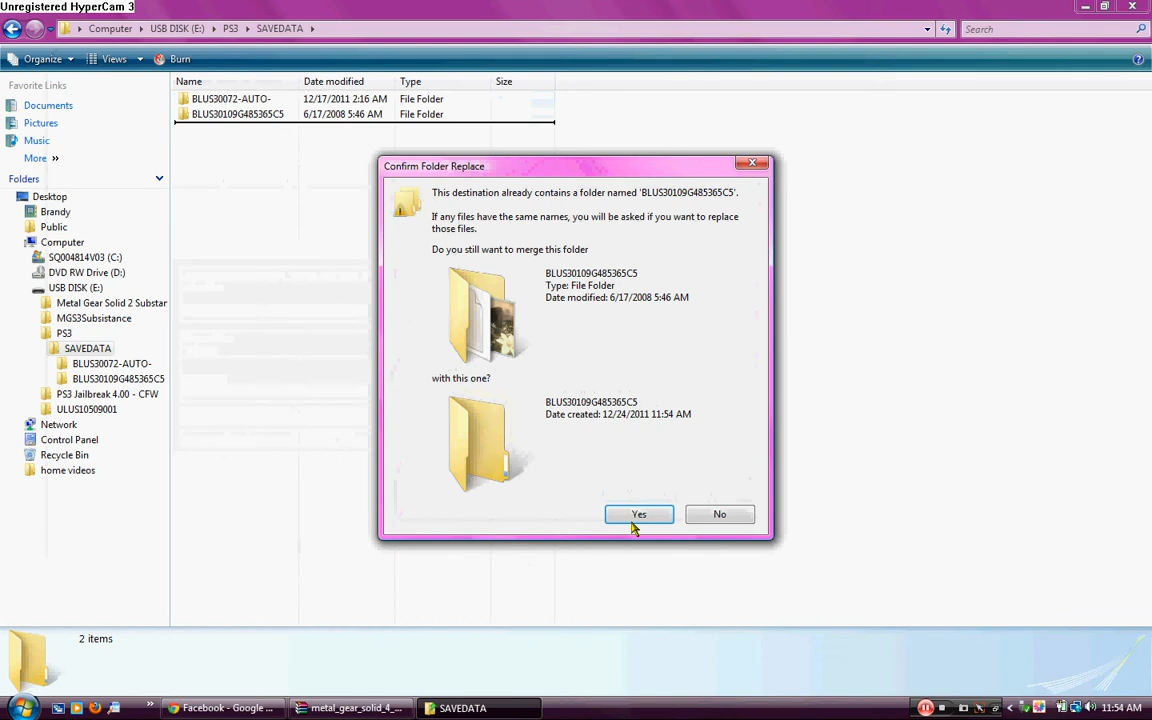 Unregistered HyperCam 3
Computer USB DISK (E:) PS3 SAVEDATA
Search
Organize Views Burn
Favorite Links
Documents
Pictures
Music
More »
Folders
Desktop
Brandy
Public
Computer
SQ004814V03 (C:)
DVD RW Drive (D:)
USB DISK (E:)
Metal Gear Solid 2 Substar
MGS3Subsistance
PS3
SAVEDATA
BLUS30072-AUTO-
BLUS30109G485365C5
PS3 Jailbreak 4.00 - CFW
ULUS10509001
Network
Control Panel
Recycle Bin
home videos
Name Date modified Type Size
BLUS30072-AUTO- 12/17/2011 2:16 AM File Folder
BLUS30109G485365C5 6/17/2008 5:46 AM File Folder
Confirm Folder Replace
This destination already contains a folder named 'BLUS30109G485365C5'.
If any files have the same names, you will be asked if you want to replace
those files.
Do you still want to merge this folder
BLUS30109G485365C5
Type: File Folder
Date modified: 6/17/2008 5:46 AM
with this one?
BLUS30109G485365C5
Date created: 12/24/2011 11:54 AM
Yes No
2 items
» Facebook - Google ... metal_gear_solid_4_... SAVEDATA 11:54 AM